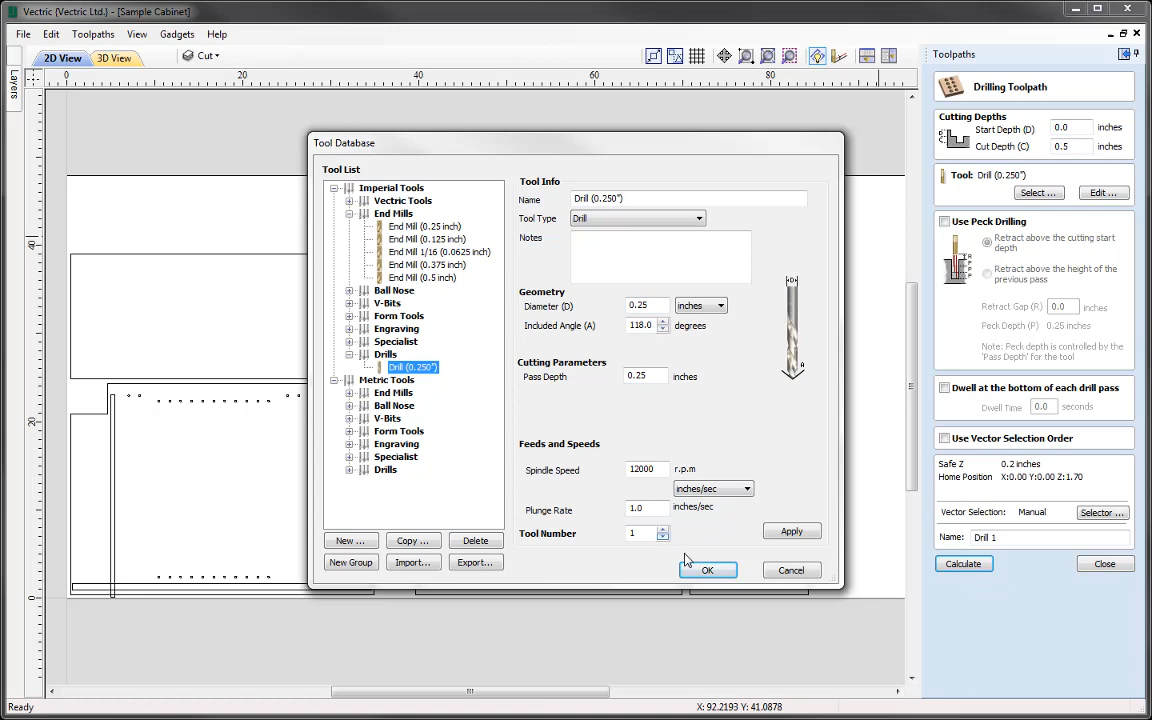 Vectric {Vectric Ltd.} - [Sample Cabinet]
File Edit Toolpaths View Gadgets Help
2D View 3D View Cut
0 20 40 60 80
Layers
40
20
0
Tool Database
Tool List
Imperial Tools
Vectric Tools
End Mills
End Mill (0.25 inch)
End Mill (0.125 inch)
End Mill 1/16 (0.0625 inch)
End Mill (0.375 inch)
End Mill (0.5 inch)
Ball Nose
V-Bits
Form Tools
Engraving
Specialist
Drills
Drill (0.250")
Metric Tools
End Mills
Ball Nose
V-Bits
Form Tools
Engraving
Specialist
Drills
New ... Copy ... Delete
New Group Import... Export...
Tool Info
Name Drill (0.250")
Tool Type Drill
Notes
Geometry
Diameter (D) 0.25 inches
Included Angle (A) 118.0 degrees
D
A
Cutting Parameters
Pass Depth 0.25 inches
Feeds and Speeds
Spindle Speed 12000 r.p.m
inches/sec
Plunge Rate 1.0 inches/sec
Tool Number 1 Apply
OK Cancel
Toolpaths
Drilling Toolpath
Cutting Depths
Start Depth (D) 0.0 inches
Cut Depth (C) 0.5 inches
Tool: Drill (0.250")
Select ... Edit ...
Use Peck Drilling
Retract above the cutting start
depth
Retract above the height of the
previous pass
Retract Gap (R) 0.0 inches
Peck Depth (P) 0.25 inches
Note: Peck depth is controlled by the
'Pass Depth' for the tool
Dwell at the bottom of each drill pass
Dwell Time 0.0 seconds
Use Vector Selection Order
Safe Z 0.2 inches
Home Position X:0.00 Y:0.00 Z:1.70
Vector Selection: Manual Selector ...
Name: Drill 1
Calculate Close
Ready X: 92.2193 Y: 41.0878